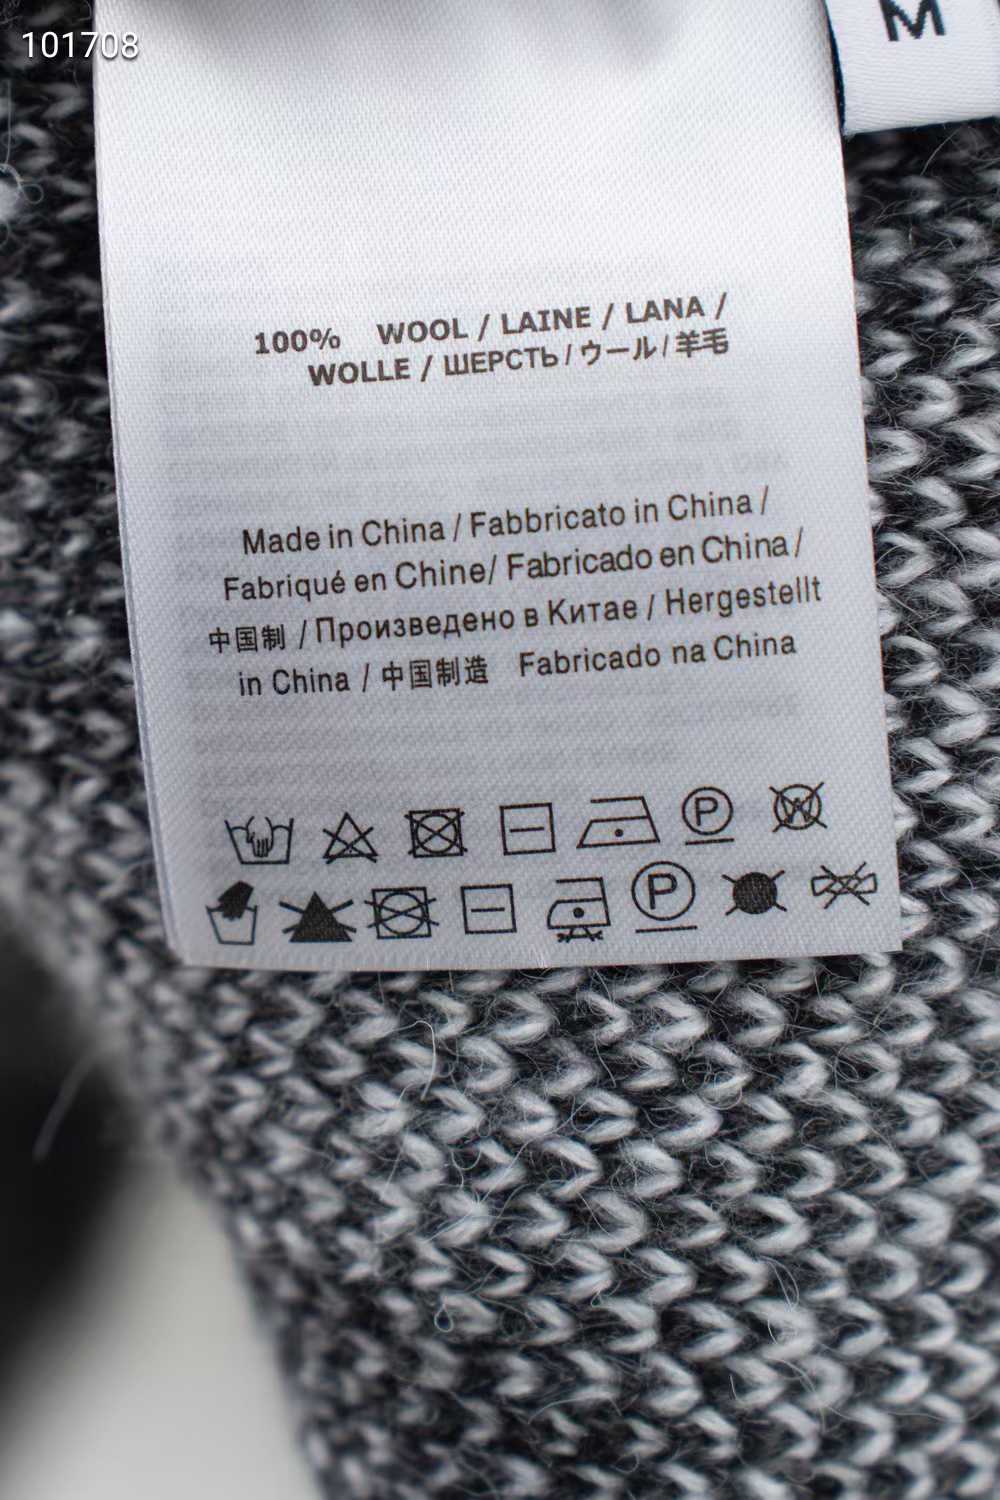 101708
M
100% WOOL / LAINE / LANA /
WOLLE / ШЕРСТЬ / ウール / 羊毛
Made in China / Fabbricato in China /
Fabriqué en Chine/ Fabricado en China /
中国制 / Произведено в Китае / Hergestellt
in China / 中国制造 Fabricado na China
P W
P